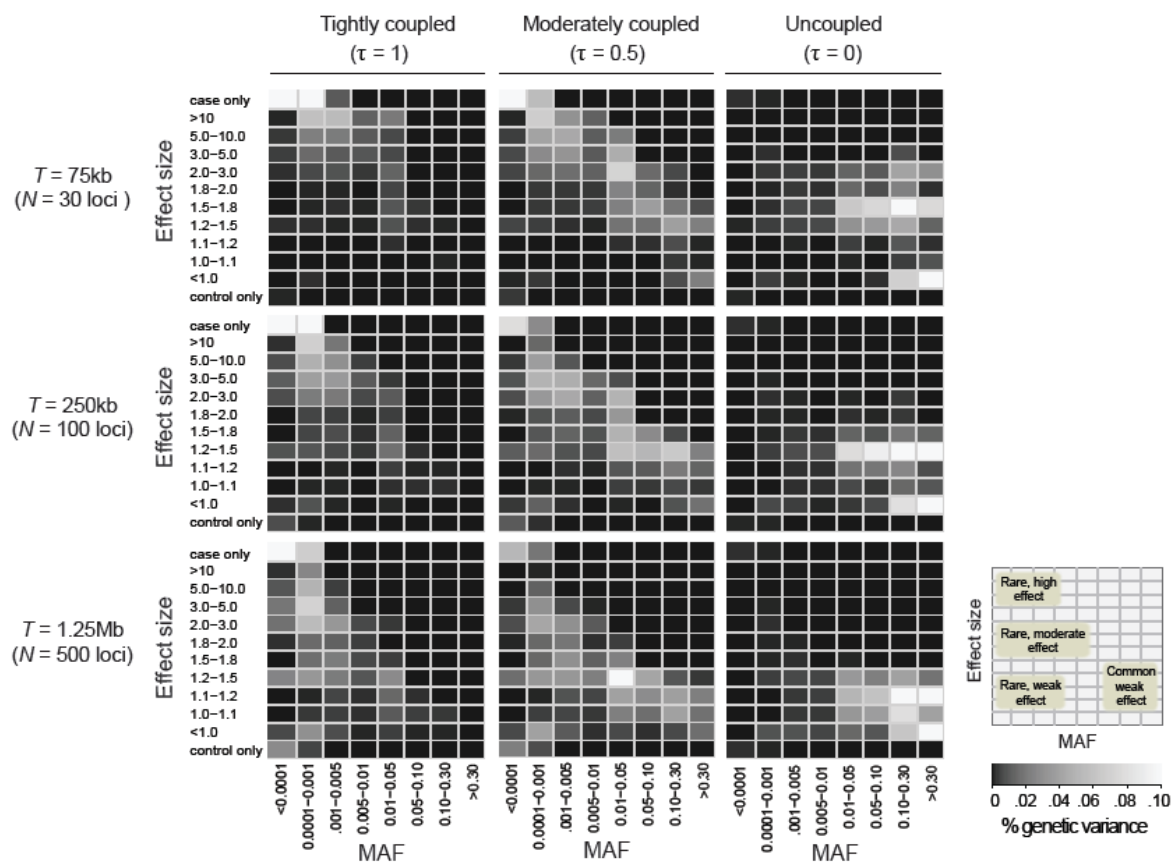 Tightly coupled
(τ = 1)
Moderately coupled
(τ = 0.5)
Uncoupled
(τ = 0)
T = 75kb
(N = 30 loci )
Effect size
case only
>10
5.0–10.0
3.0–5.0
2.0–3.0
1.8–2.0
1.5–1.8
1.2–1.5
1.1–1.2
1.0–1.1
<1.0
control only
T = 250kb
(N = 100 loci)
Effect size
case only
>10
5.0–10.0
3.0–5.0
2.0–3.0
1.8–2.0
1.5–1.8
1.2–1.5
1.1–1.2
1.0–1.1
<1.0
control only
T = 1.25Mb
(N = 500 loci)
Effect size
case only
>10
5.0–10.0
3.0–5.0
2.0–3.0
1.8–2.0
1.5–1.8
1.2–1.5
1.1–1.2
1.0–1.1
<1.0
control only
<0.0001
0.0001–0.001
.001–0.005
0.005–0.01
0.01–0.05
0.05–0.10
0.10–0.30
>0.30
MAF
<0.0001
0.0001–0.001
.001–0.005
0.005–0.01
0.01–0.05
0.05–0.10
0.10–0.30
>0.30
MAF
<0.0001
0.0001–0.001
.001–0.005
0.005–0.01
0.01–0.05
0.05–0.10
0.10–0.30
>0.30
MAF
Effect size
Rare, high
effect
Rare, moderate
effect
Rare, weak
effect
Common
weak
effect
MAF
0 .02 .04 .06 .08 .10
% genetic variance